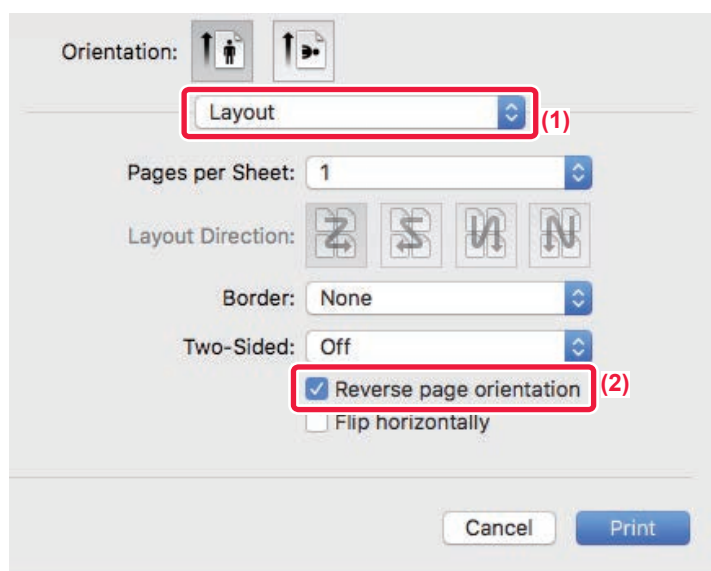 Orientation:
Layout
(1)
Pages per Sheet: 1
Layout Direction:
Border: None
Two-Sided: Off
Reverse page orientation
(2)
Flip horizontally
Cancel Print